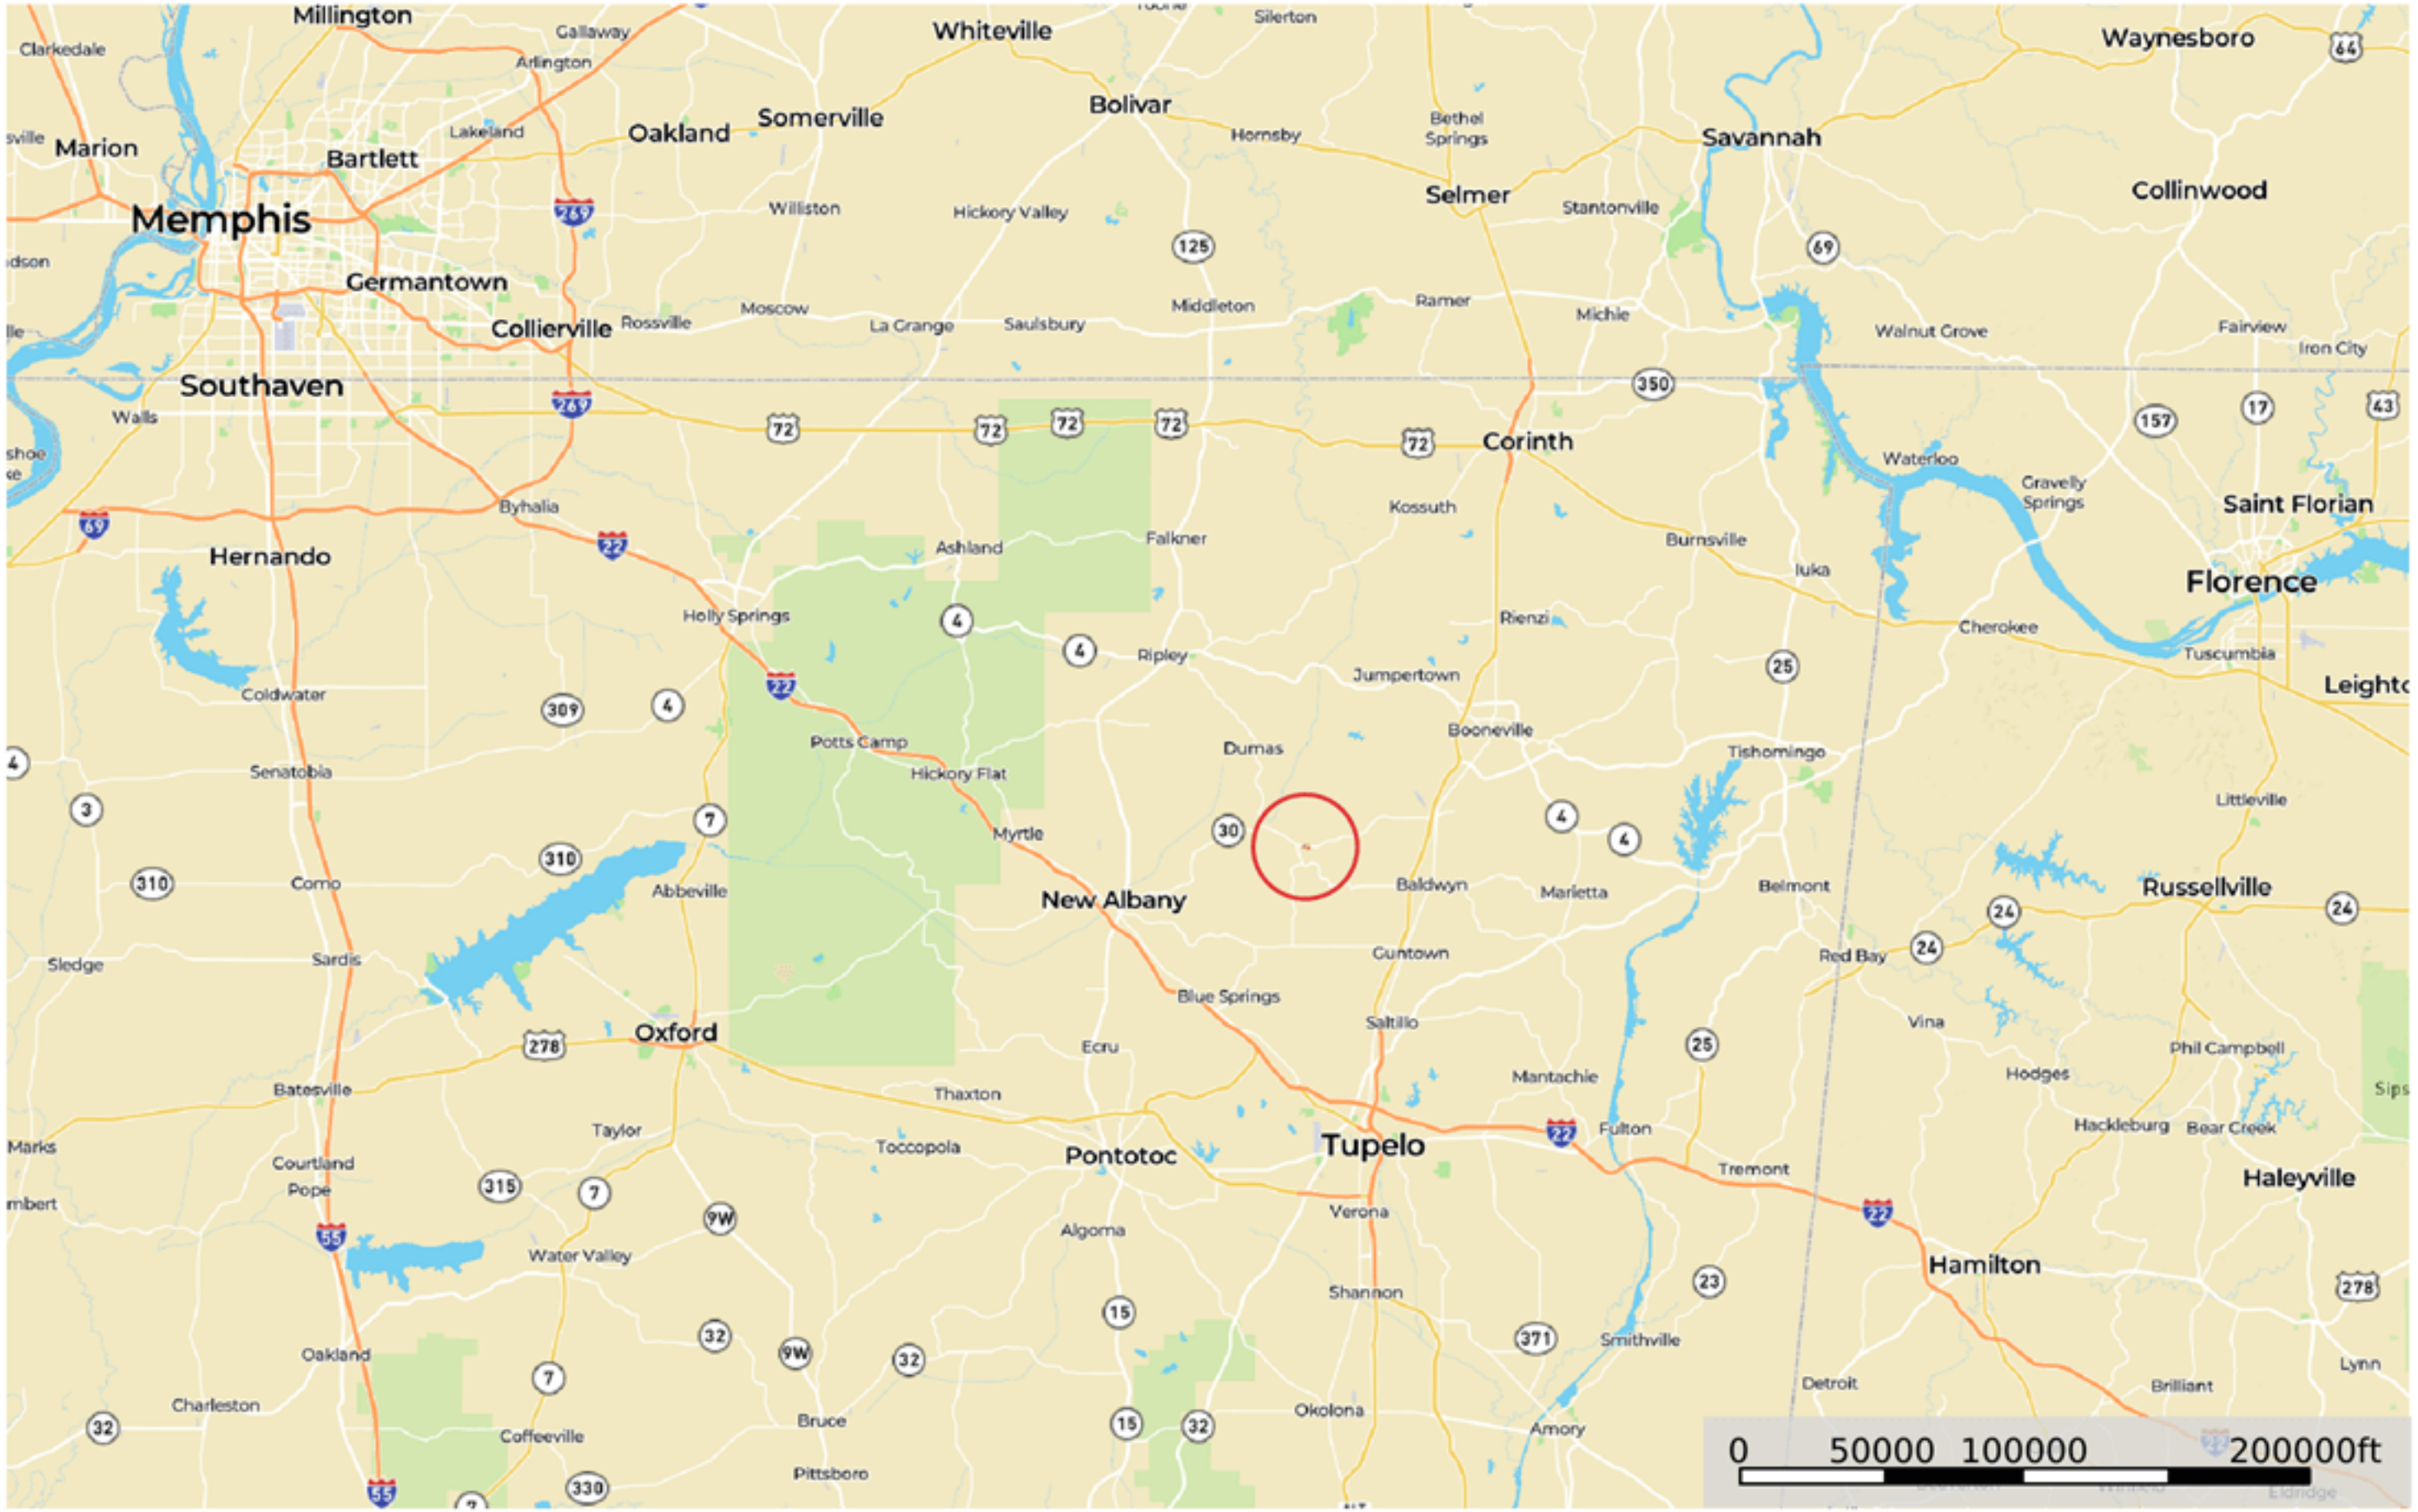 Millington
Gallaway
Whiteville
Silerton
Waynesboro
64
Clarkedale
Arlington
Bolivar
Somerville
Bethel
Springs
Lakeland
Oakland
Hornsby
Savannah
Marion
Bartlett
Selmer
Collinwood
269
Williston
Hickory Valley
Stantonville
Memphis
125
69
Germantown
Ramer
Moscow
Middleton
Michie
Collierville
Rossville
La Grange
Saulsbury
Walnut Grove
Fairview
Iron City
Southaven
350
269
Walls
72
72
72
72
72
Corinth
157
17
43
Waterloo
Gravelly
Springs
Byhalia
Kossuth
Saint Florian
69
22
Ashland
Falkner
Burnsville
Hernando
Iuka
Florence
Holly Springs
4
Rienzi
Cherokee
4
Ripley
Tuscumbia
22
Jumpertown
25
Coldwater
309
4
Booneville
Potts Camp
Dumas
Tishomingo
4
Senatobia
Hickory Flat
Littleville
3
7
Myrtle
30
4
4
310
310
Como
Abbeville
New Albany
Baldwyn
Marietta
Belmont
Russellville
24
24
24
Sledge
Sardis
Guntown
Red Bay
Blue Springs
Oxford
Saltillo
Vina
278
Ecru
25
Phil Campbell
Batesville
Thaxton
Mantachie
Hodges
Taylor
22
Fulton
Hackleburg
Bear Creek
Marks
Toccopola
Pontotoc
Tupelo
Courtland
Tremont
Pope
315
7
Haleyville
9W
Verona
22
55
Water Valley
Algoma
Hamilton
Shannon
23
278
15
32
9W
32
371
Smithville
Oakland
Lynn
7
Detroit
Brilliant
Charleston
Okolona
32
Coffeeville
Bruce
15
32
Amory
0 50000 100000 200000ft
22
Pittsboro
55
330
Eldridge